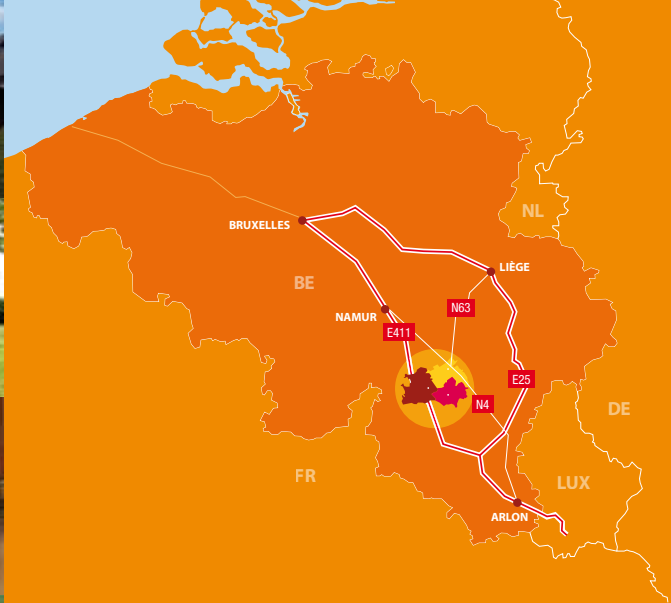 NL
BRUXELLES
LIÈGE
BE
N63
NAMUR
E411
E25
N4
DE
FR
LUX
ARLON